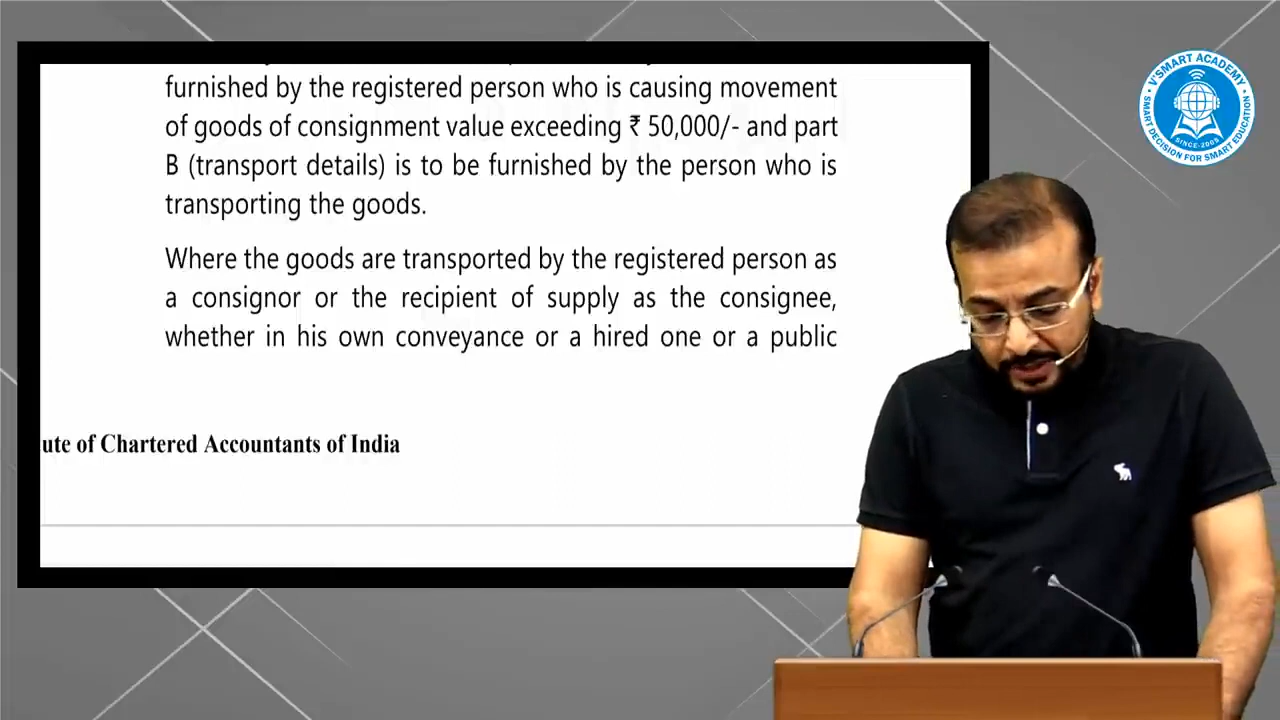 furnished by the registered person who is causing movement
of goods of consignment value exceeding ₹ 50,000/- and part
B (transport details) is to be furnished by the person who is
transporting the goods.
Where the goods are transported by the registered person as
a consignor or the recipient of supply as the consignee,
whether in his own conveyance or a hired one or a public
ute of Chartered Accountants of India
V'SMART ACADEMY
SMART DECISION FOR SMART EDUCATION
SINCE-2009